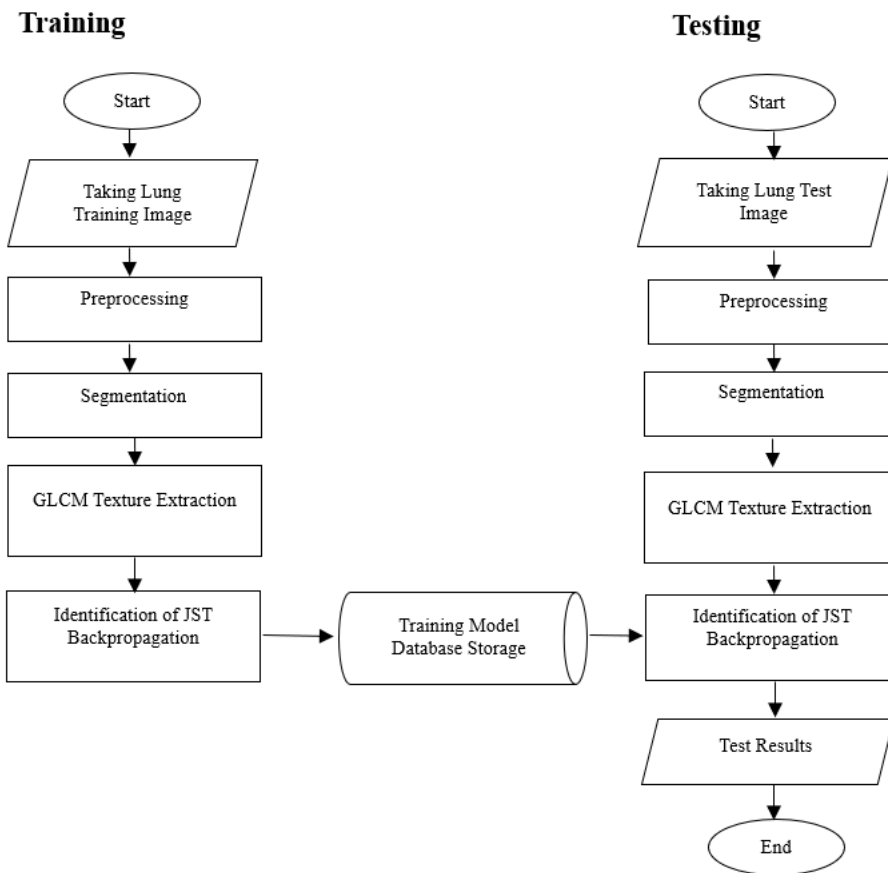 Training
Start
Taking Lung
Training Image
Preprocessing
Segmentation
GLCM Texture Extraction
Identification of JST
Backpropagation
Training Model
Database Storage
Testing
Start
Taking Lung Test
Image
Preprocessing
Segmentation
GLCM Texture Extraction
Identification of JST
Backpropagation
Test Results
End